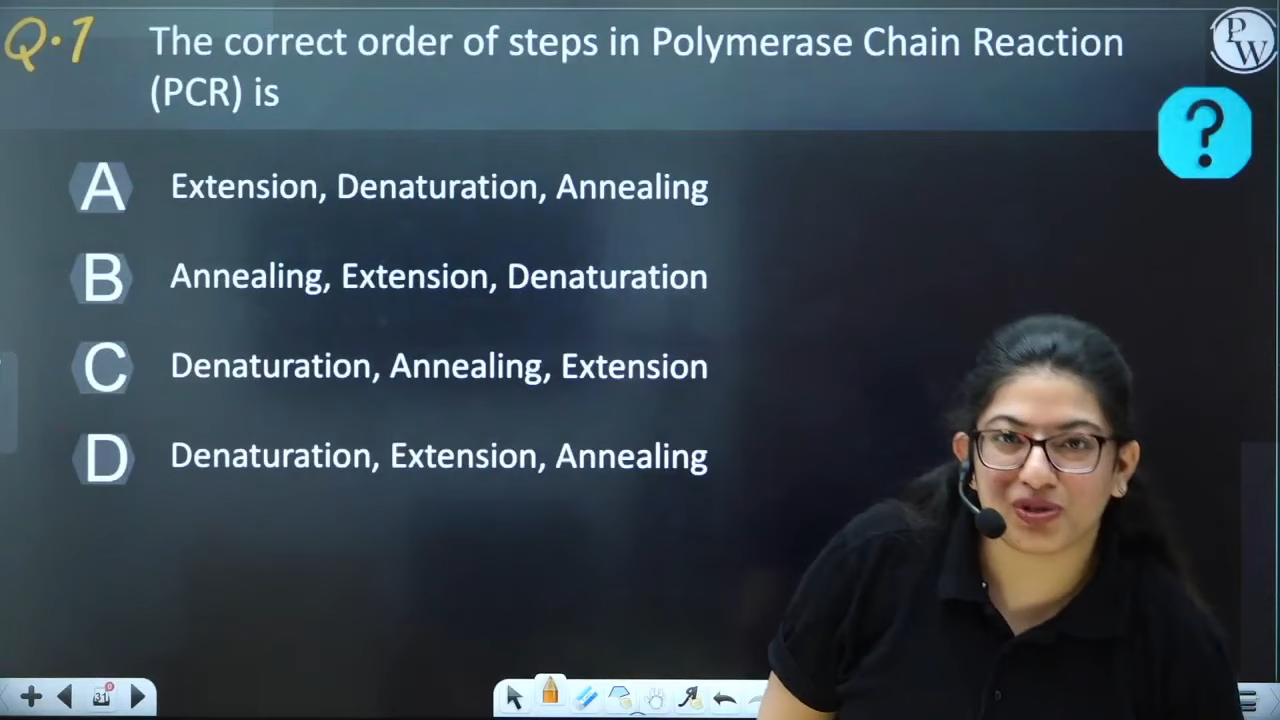 Q.1
The correct order of steps in Polymerase Chain Reaction
(PCR) is
PW
?
A Extension, Denaturation, Annealing
B Annealing, Extension, Denaturation
C Denaturation, Annealing, Extension
D Denaturation, Extension, Annealing
31